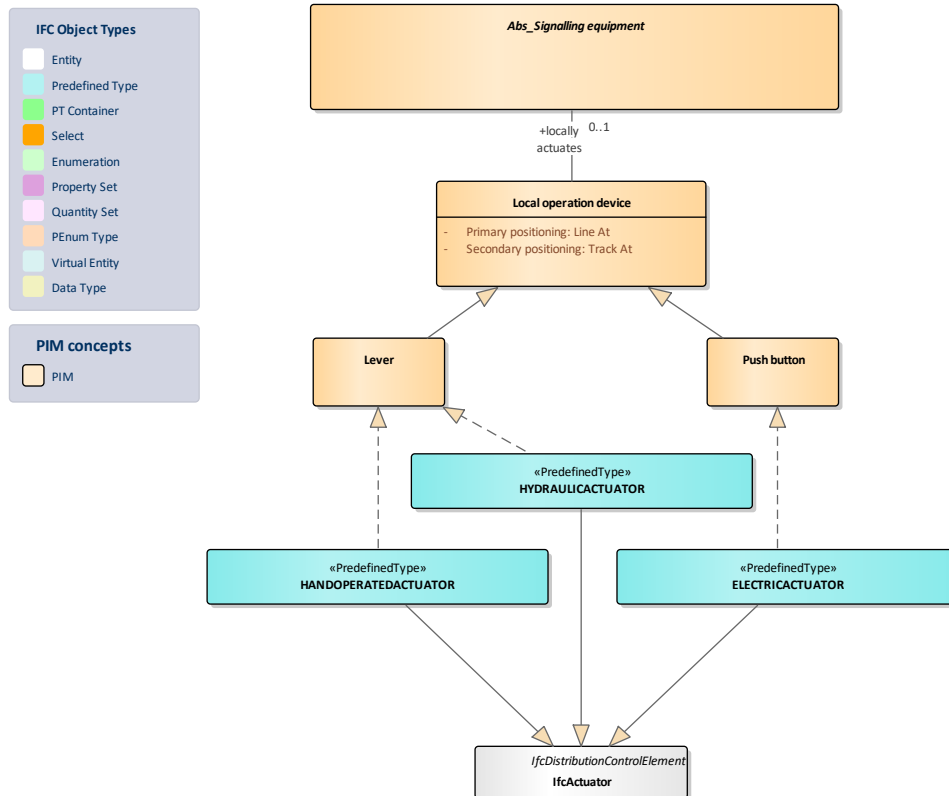 IFC Object Types
Entity
Predefined Type
PT Container
Select
Enumeration
Property Set
Quantity Set
PEnum Type
Virtual Entity
Data Type
PIM concepts
PIM
Abs_Signalling equipment
+locally 0..1
actuates
Local operation device
- Primary positioning: Line At
- Secondary positioning: Track At
Lever
Push button
«PredefinedType»
HYDRAULICACTUATOR
«PredefinedType»
HANDOPERATEDACTUATOR
«PredefinedType»
ELECTRICACTUATOR
IfcDistributionControlElement
IfcActuator